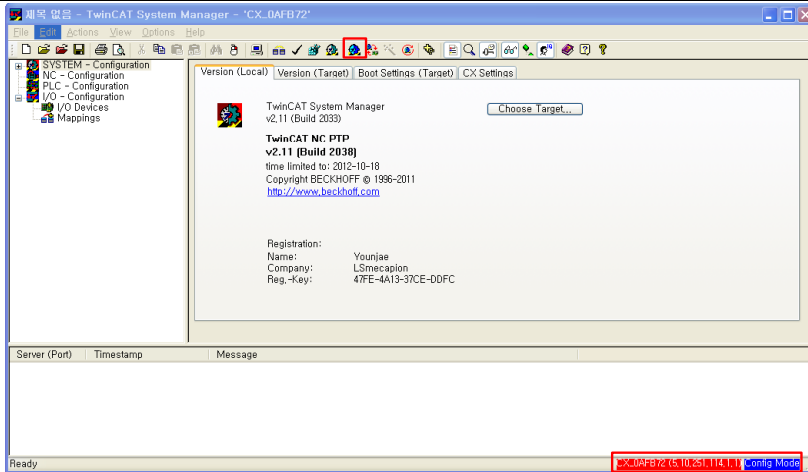 제목 없음 - TwinCAT System Manager - 'CX_0AFB72'
File Edit Actions View Options Help
SYSTEM - Configuration
NC - Configuration
PLC - Configuration
I/O - Configuration
I/O Devices
Mappings
Version (Local) Version (Target) Boot Settings (Target) CX Settings
TwinCAT System Manager
v2,11 (Build 2033)
Choose Target,,,
TwinCAT NC PTP
v2.11 (Build 2038)
time limited to: 2012-10-18
Copyright BECKHOFF © 1996-2011
http://www,beckhoff,com
Registration:
Name: Younjae
Company: LSmecapion
Reg,-Key: 47FE-4A13-37CE-DDFC
Server (Port) Timestamp Message
Ready
CX_0AFB72 (5,10,251,114,1,1) Config Mode